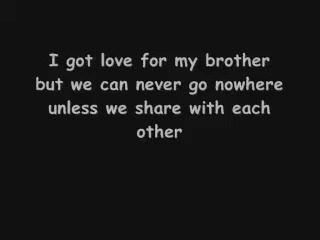 I got love for my brother
but we can never go nowhere
unless we share with each
other